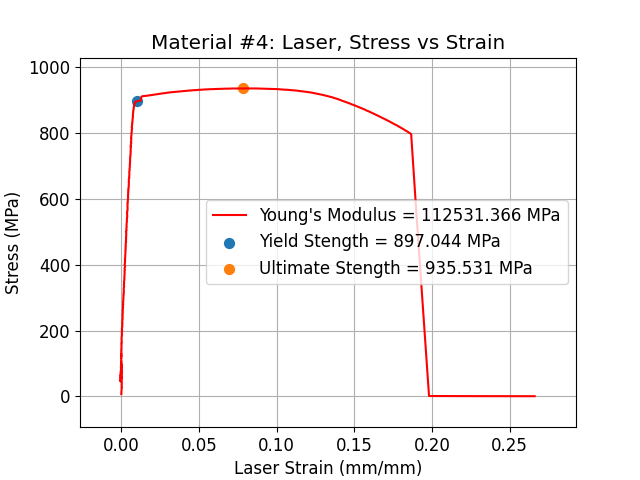 Material #4: Laser, Stress vs Strain
1000
800
600
400
200
0
Stress (MPa)
Young's Modulus = 112531.366 MPa
Yield Stength = 897.044 MPa
Ultimate Stength = 935.531 MPa
0.00 0.05 0.10 0.15 0.20 0.25
Laser Strain (mm/mm)